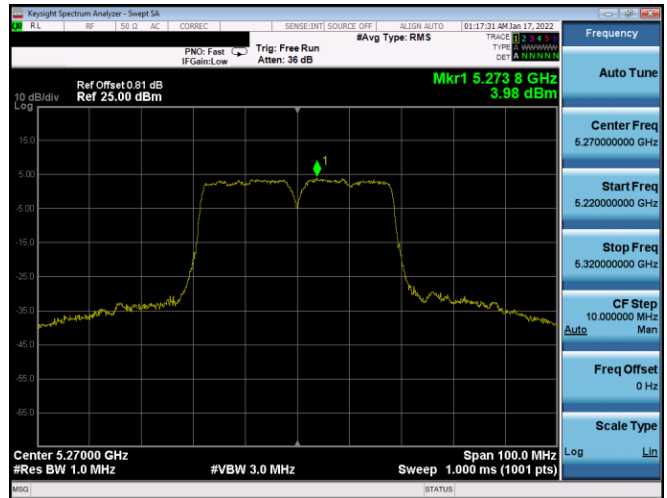 Keysight Spectrum Analyzer - Swept SA
RL RF 50 Ω AC CORREC SENSE:INT SOURCE OFF ALIGN AUTO 01:17:31 AM Jan 17, 2022
#Avg Type: RMS TRACE 1 2 3 4 5 6
PNO: Fast Trig: Free Run TYPE A WWWWW
IFGain:Low Atten: 36 dB DET A N N N N N
Mkr1 5.273 8 GHz
3.98 dBm
Ref Offset 0.81 dB
10 dB/div Ref 25.00 dBm
Log
15.0
5.00
1
-5.00
-15.0
-25.0
-35.0
-45.0
-55.0
-65.0
Center 5.27000 GHz Span 100.0 MHz
#Res BW 1.0 MHz #VBW 3.0 MHz Sweep 1.000 ms (1001 pts)
MSG STATUS
Frequency
Auto Tune
Center Freq
5.270000000 GHz
Start Freq
5.220000000 GHz
Stop Freq
5.320000000 GHz
CF Step
10.000000 MHz
Auto Man
Freq Offset
0 Hz
Scale Type
Log Lin